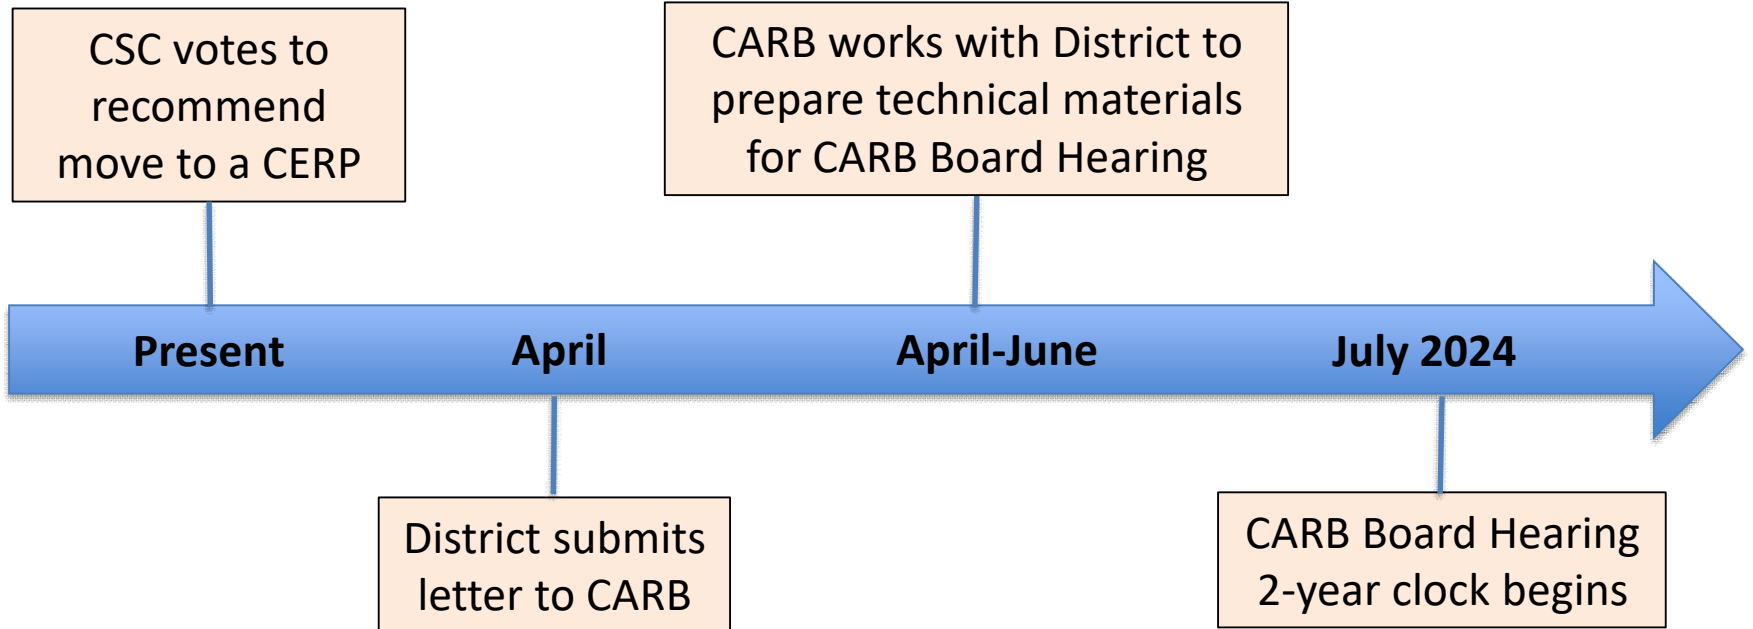 CSC votes to
recommend
move to a CERP
CARB works with District to
prepare technical materials
for CARB Board Hearing
Present
April
April-June
July 2024
District submits
letter to CARB
CARB Board Hearing
2-year clock begins